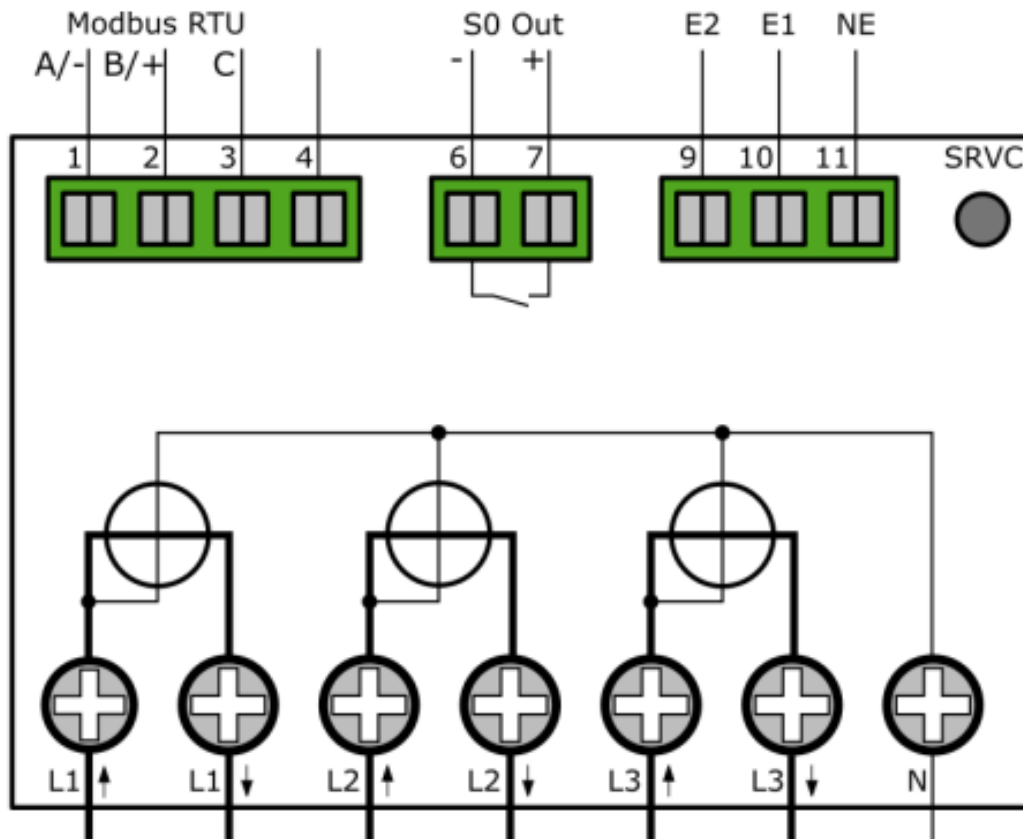 Modbus RTU S0 Out E2 E1 NE
A/- B/+ C - +
1 2 3 4 6 7 9 10 11 SRVC
L1 L1 L2 L2 L3 L3 N